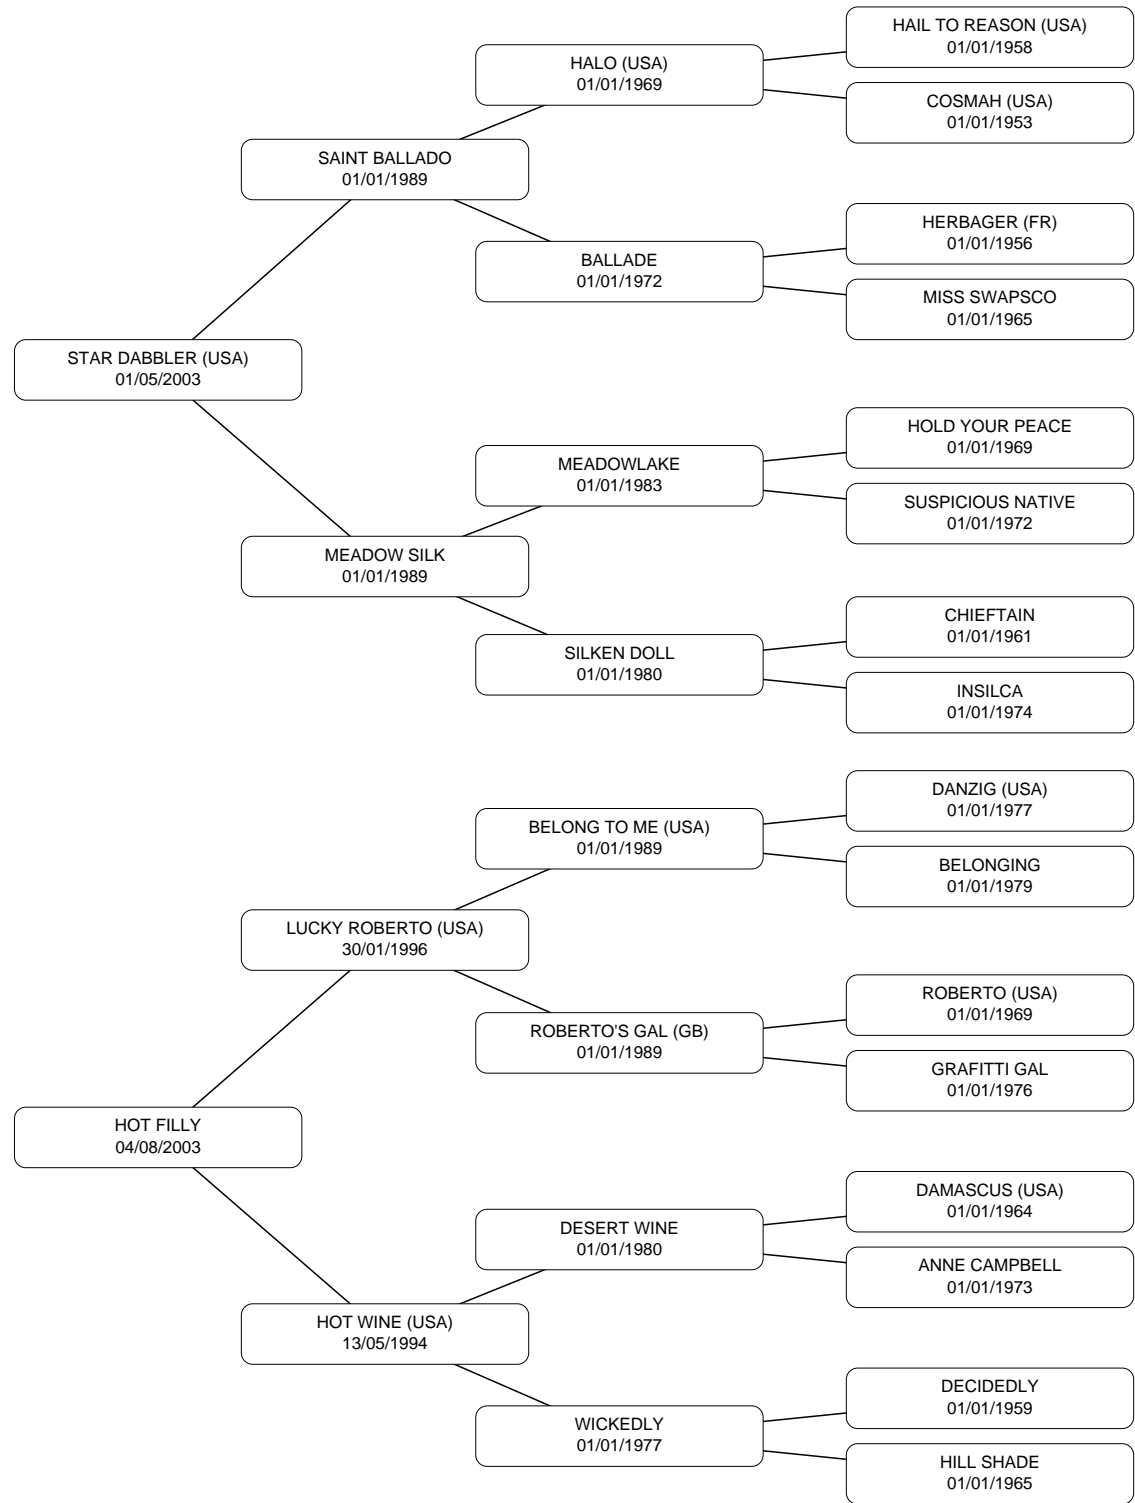 HAIL TO REASON (USA)
01/01/1958
HALO (USA)
01/01/1969
COSMAH (USA)
01/01/1953
SAINT BALLADO
01/01/1989
HERBAGER (FR)
01/01/1956
BALLADE
01/01/1972
MISS SWAPSCO
01/01/1965
STAR DABBLER (USA)
01/05/2003
HOLD YOUR PEACE
01/01/1969
MEADOWLAKE
01/01/1983
SUSPICIOUS NATIVE
01/01/1972
MEADOW SILK
01/01/1989
CHIEFTAIN
01/01/1961
SILKEN DOLL
01/01/1980
INSILCA
01/01/1974
DANZIG (USA)
01/01/1977
BELONG TO ME (USA)
01/01/1989
BELONGING
01/01/1979
LUCKY ROBERTO (USA)
30/01/1996
ROBERTO (USA)
01/01/1969
ROBERTO'S GAL (GB)
01/01/1989
GRAFITTI GAL
01/01/1976
HOT FILLY
04/08/2003
DAMASCUS (USA)
01/01/1964
DESERT WINE
01/01/1980
ANNE CAMPBELL
01/01/1973
HOT WINE (USA)
13/05/1994
DECIDEDLY
01/01/1959
WICKEDLY
01/01/1977
HILL SHADE
01/01/1965